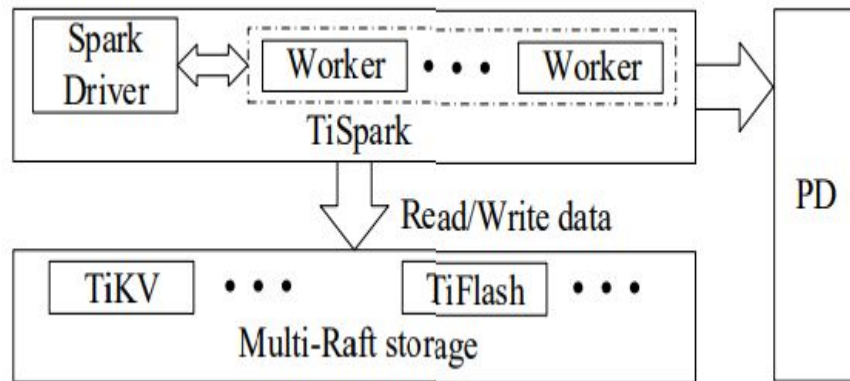 Spark
Driver
Worker
• • •
Worker
TiSpark
Read/Write data
PD
TiKV
• • •
TiFlash
• • •
Multi-Raft storage